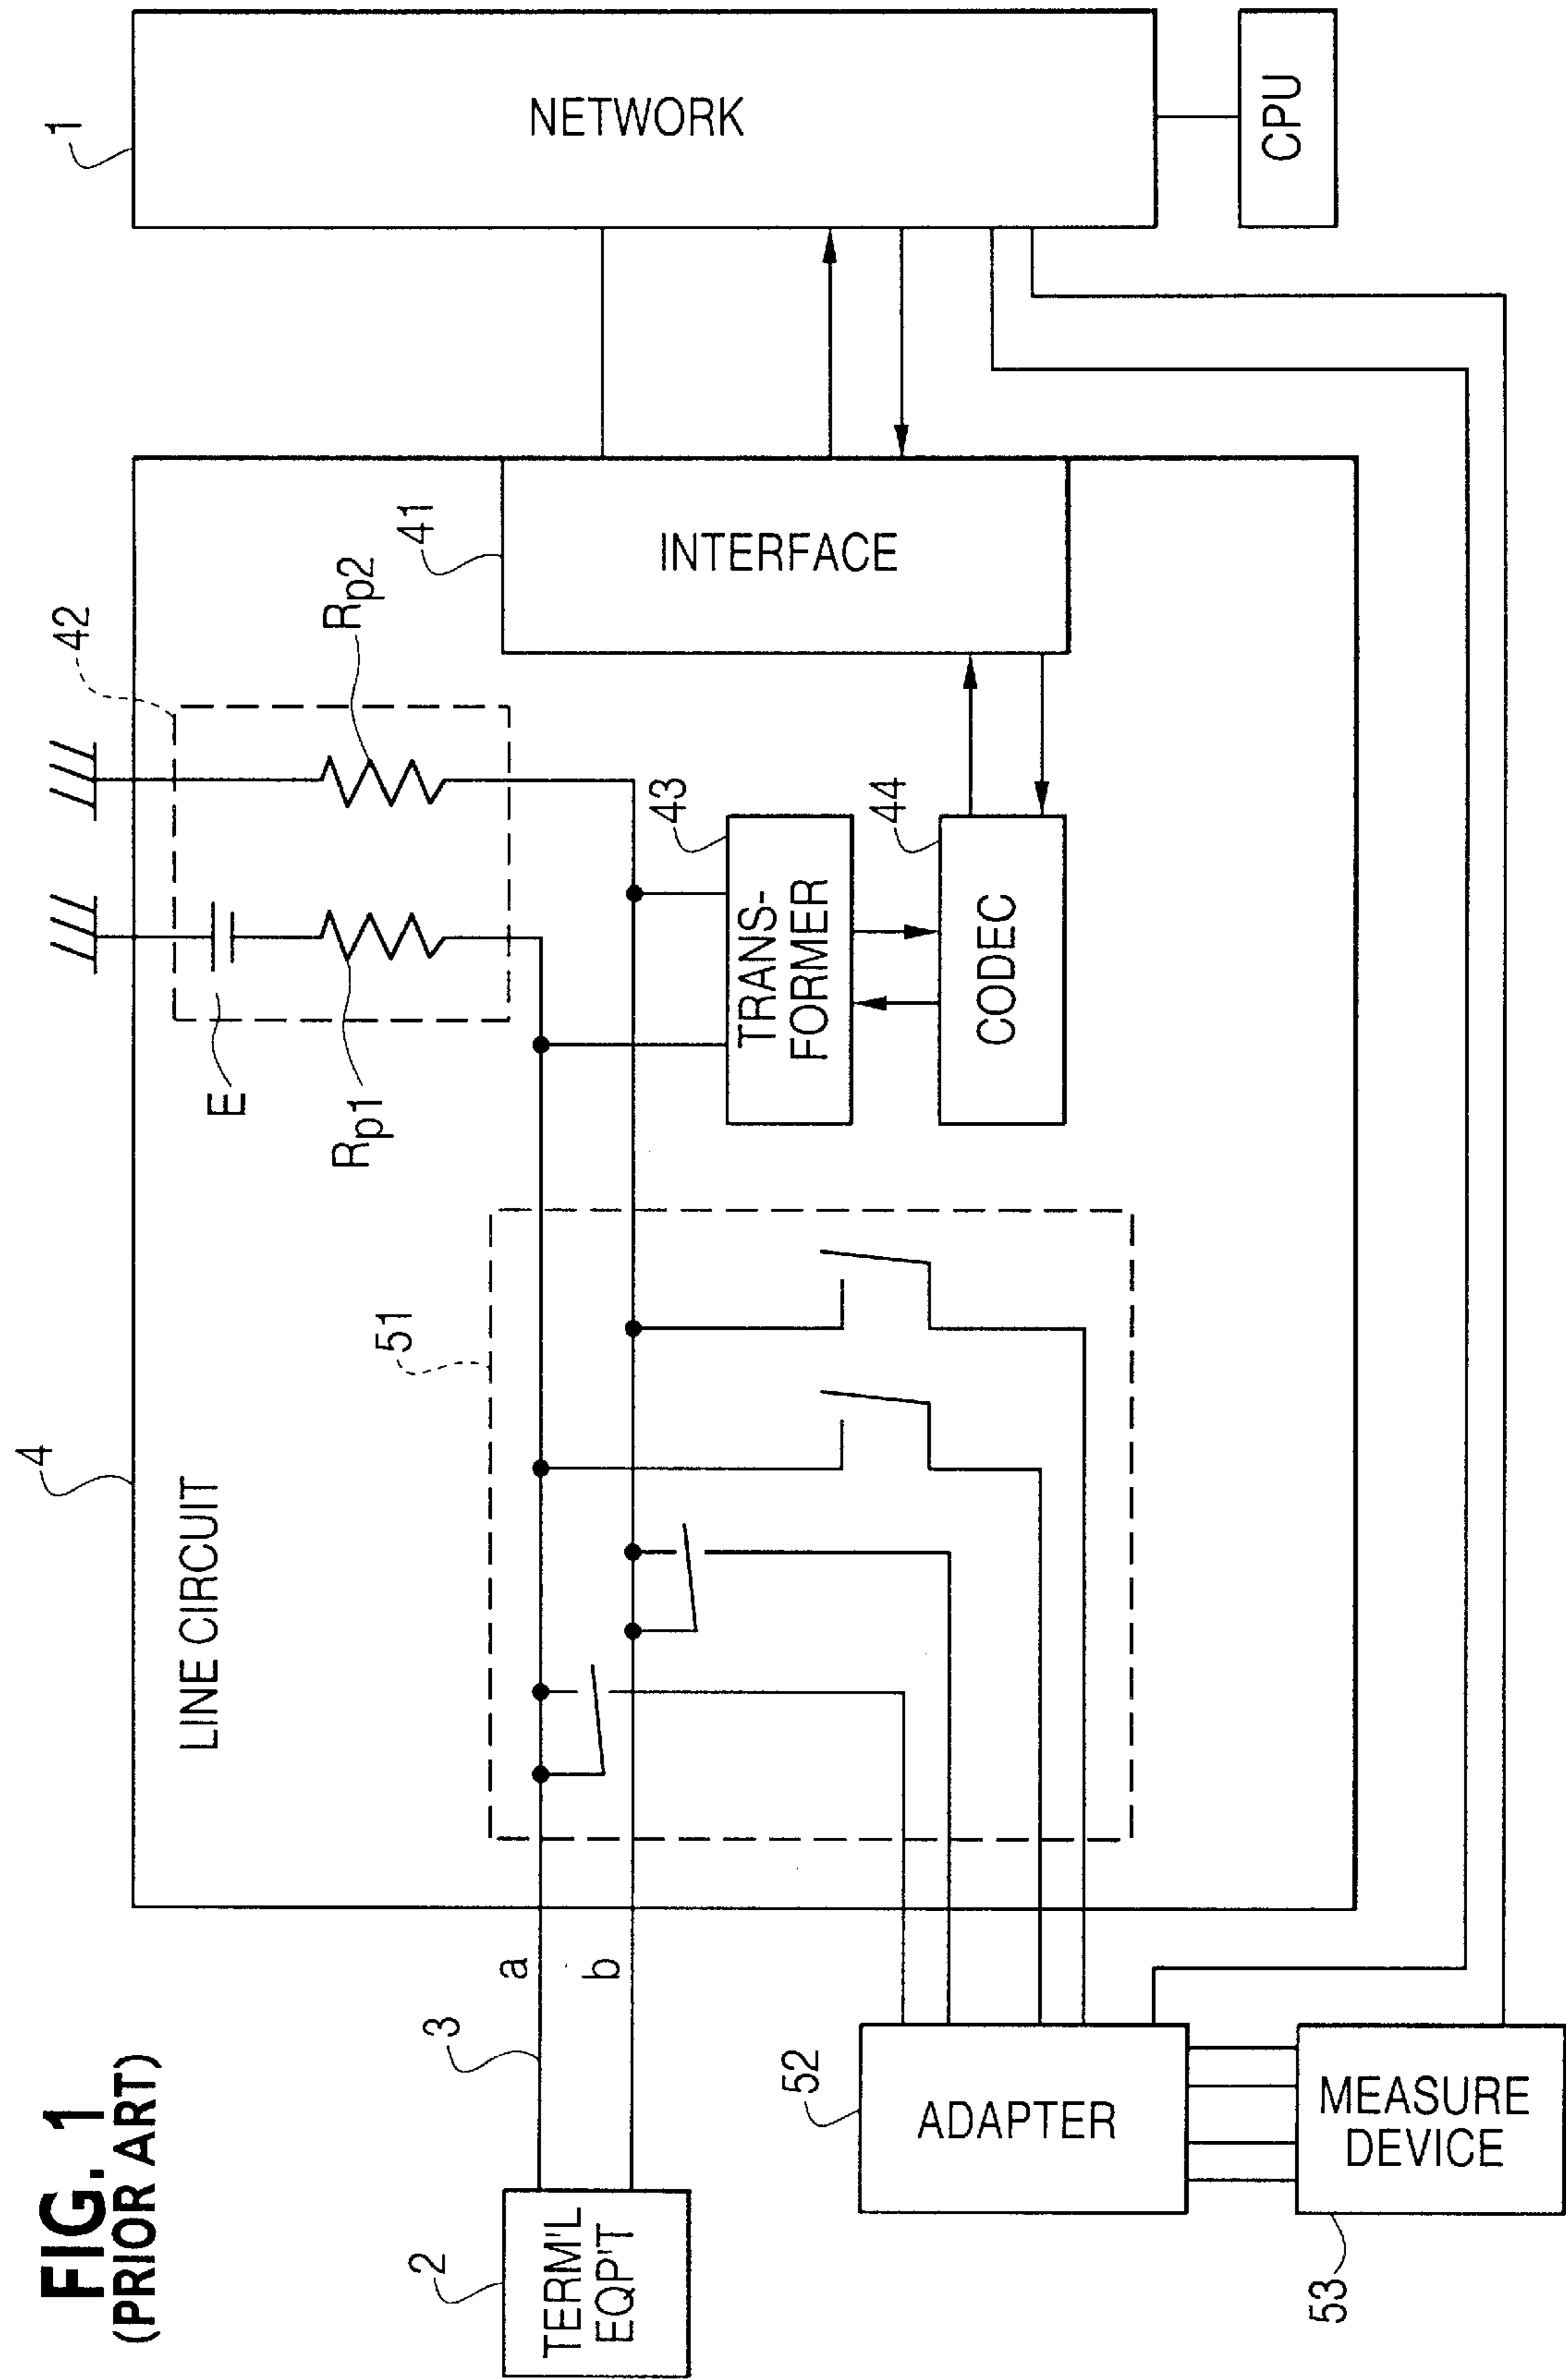 FIG. 1
(PRIOR ART)
4
LINE CIRCUIT
42
1
NETWORK
CPU
E
Rp1
Rp2
41
INTERFACE
43
TRANS-
FORMER
44
CODEC
51
2
TERM'L
EQP'T
3
a
b
52
ADAPTER
53
MEASURE
DEVICE